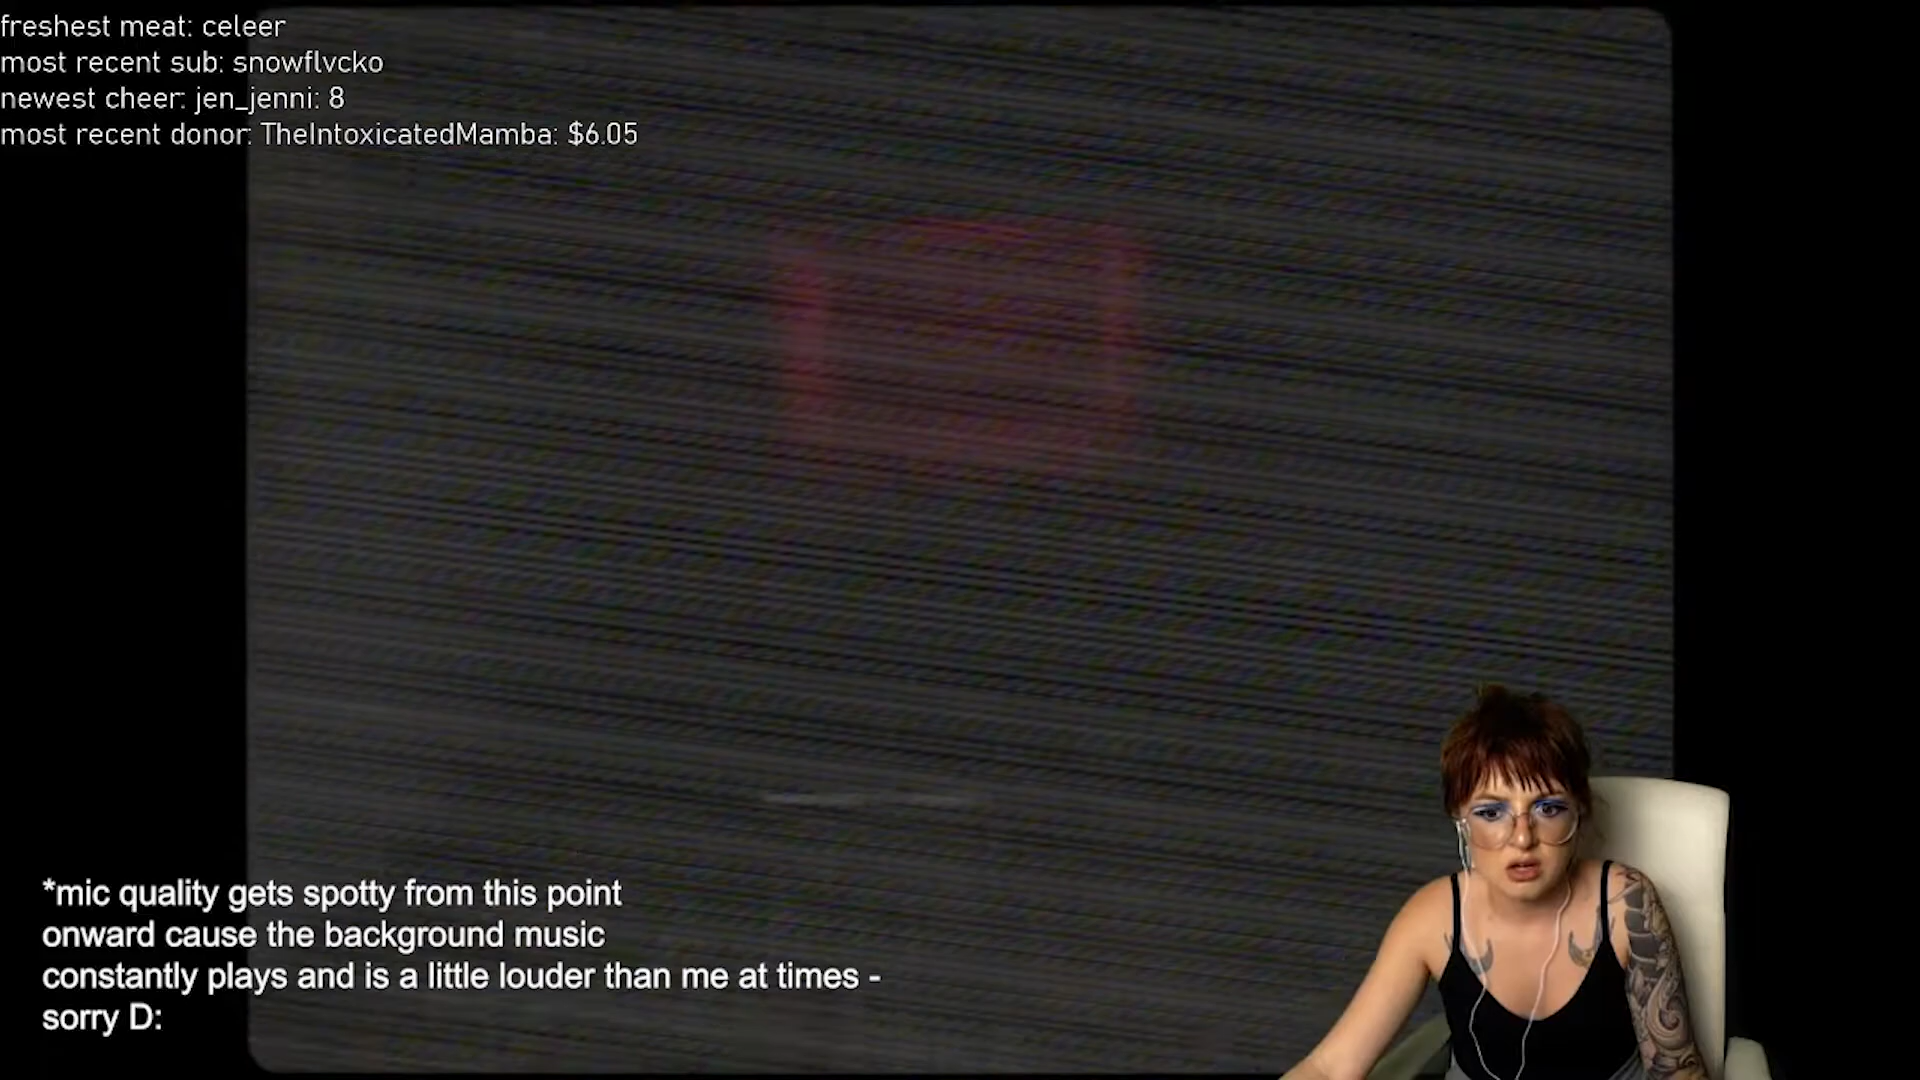 freshest meat: celeer
most recent sub: snowflvcko
newest cheer: jen_jenni: 8
most recent donor: TheIntoxicatedMamba: $6.05
*mic quality gets spotty from this point
onward cause the background music
constantly plays and is a little louder than me at times -
sorry D: